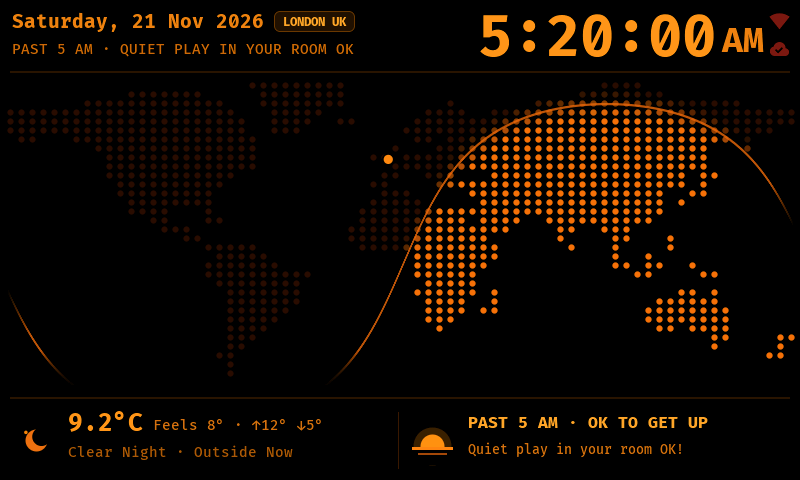 Saturday, 21 Nov 2026 LONDON UK
5:20:00 AM
PAST 5 AM · QUIET PLAY IN YOUR ROOM OK
9.2°C Feels 8° · ↑12° ↓5°
Clear Night · Outside Now
PAST 5 AM · OK TO GET UP
Quiet play in your room OK!